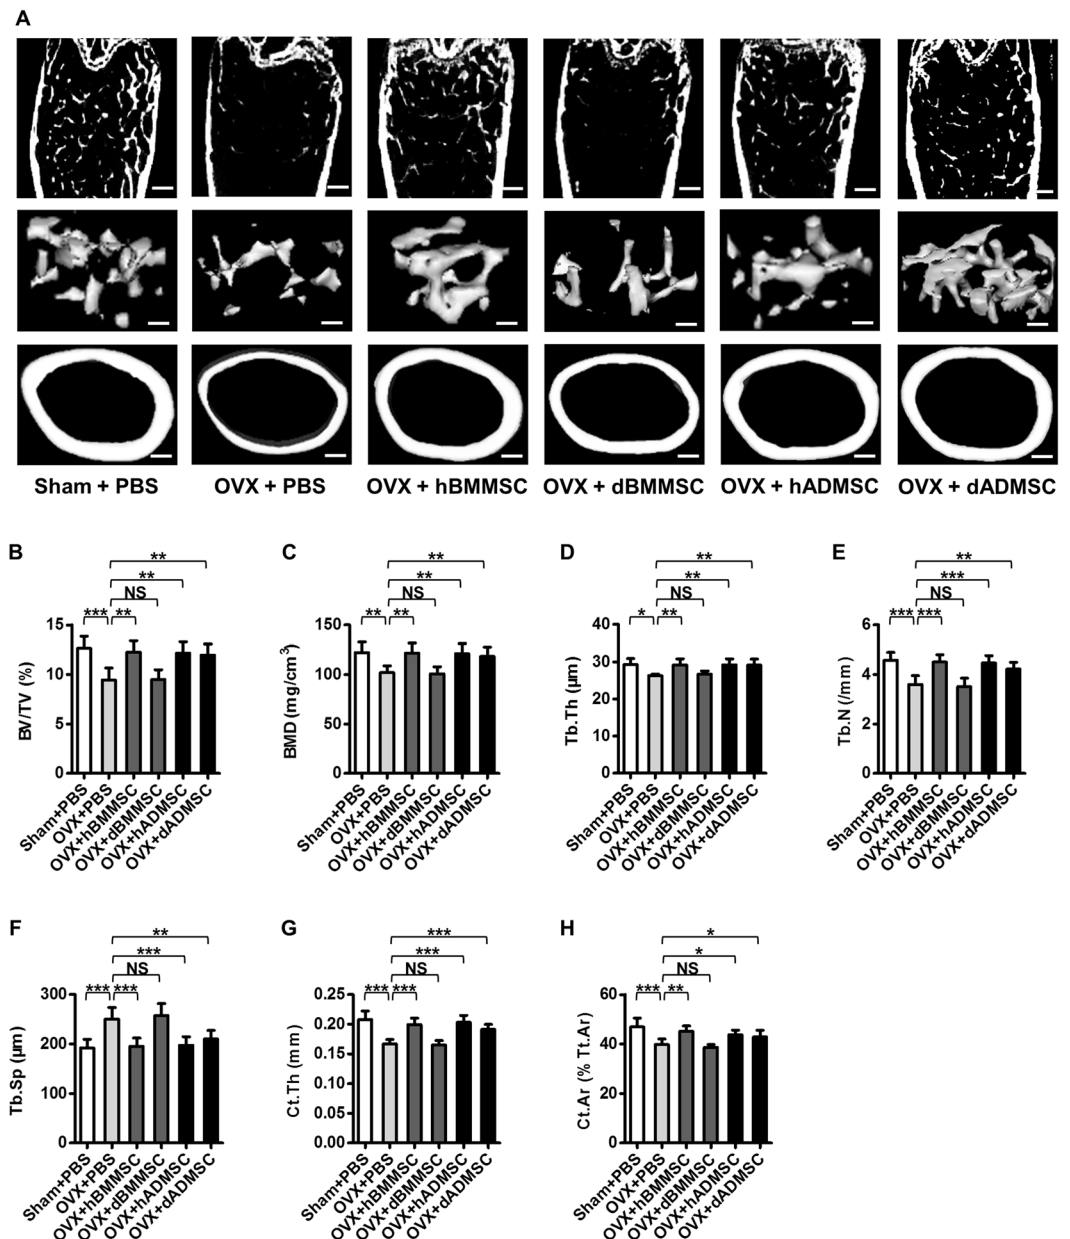 A
Sham + PBS
OVX + PBS
OVX + hBMMSC
OVX + dBMMSC
OVX + hADMSC
OVX + dADMSC
B
**
**
NS
*** **
BV/TV (%)
15
10
5
0
Sham+PBS
OVX+PBS
OVX+hBMMSC
OVX+dBMMSC
OVX+hADMSC
OVX+dADMSC
C
**
**
NS
** **
BMD (mg/cm³)
150
100
50
0
Sham+PBS
OVX+PBS
OVX+hBMMSC
OVX+dBMMSC
OVX+hADMSC
OVX+dADMSC
D
**
**
NS
* **
Tb.Th (µm)
40
30
20
10
0
Sham+PBS
OVX+PBS
OVX+hBMMSC
OVX+dBMMSC
OVX+hADMSC
OVX+dADMSC
E
**
***
NS
*** ***
Tb.N (/mm)
6
4
2
0
Sham+PBS
OVX+PBS
OVX+hBMMSC
OVX+dBMMSC
OVX+hADMSC
OVX+dADMSC
F
**
***
NS
*** ***
Tb.Sp (µm)
300
200
100
0
Sham+PBS
OVX+PBS
OVX+hBMMSC
OVX+dBMMSC
OVX+hADMSC
OVX+dADMSC
G
***
***
NS
*** ***
Ct.Th (mm)
0.25
0.20
0.15
0.10
0.05
0.00
Sham+PBS
OVX+PBS
OVX+hBMMSC
OVX+dBMMSC
OVX+hADMSC
OVX+dADMSC
H
*
*
NS
*** **
Ct.Ar (% Tt.Ar)
60
40
20
0
Sham+PBS
OVX+PBS
OVX+hBMMSC
OVX+dBMMSC
OVX+hADMSC
OVX+dADMSC